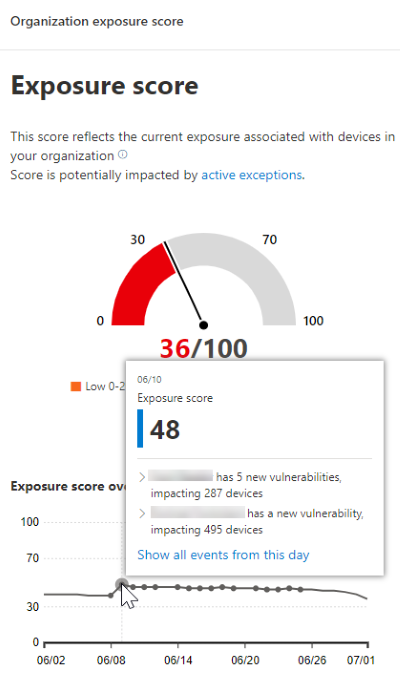 Organization exposure score
Exposure score
This score reflects the current exposure associated with devices in
your organization
Score is potentially impacted by active exceptions.
30
70
0
100
36/100
Low 0-2
06/10
Exposure score
48
has 5 new vulnerabilities,
impacting 287 devices
has a new vulnerability,
impacting 495 devices
Show all events from this day
Exposure score ov
100
70
30
0
06/02 06/08 06/14 06/20 06/26 07/01